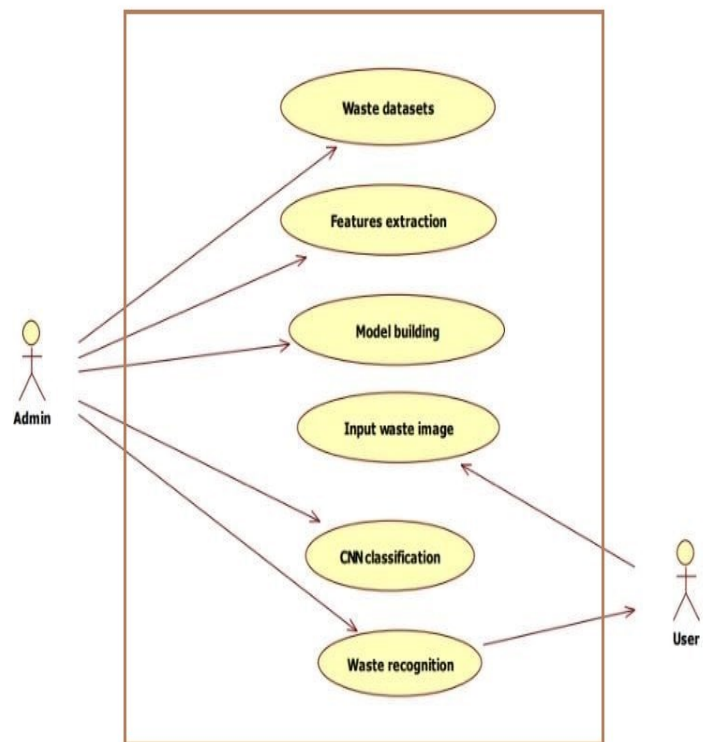 Waste datasets
Features extraction
Model building
Admin
Input waste image
CNN classification
User
Waste recognition